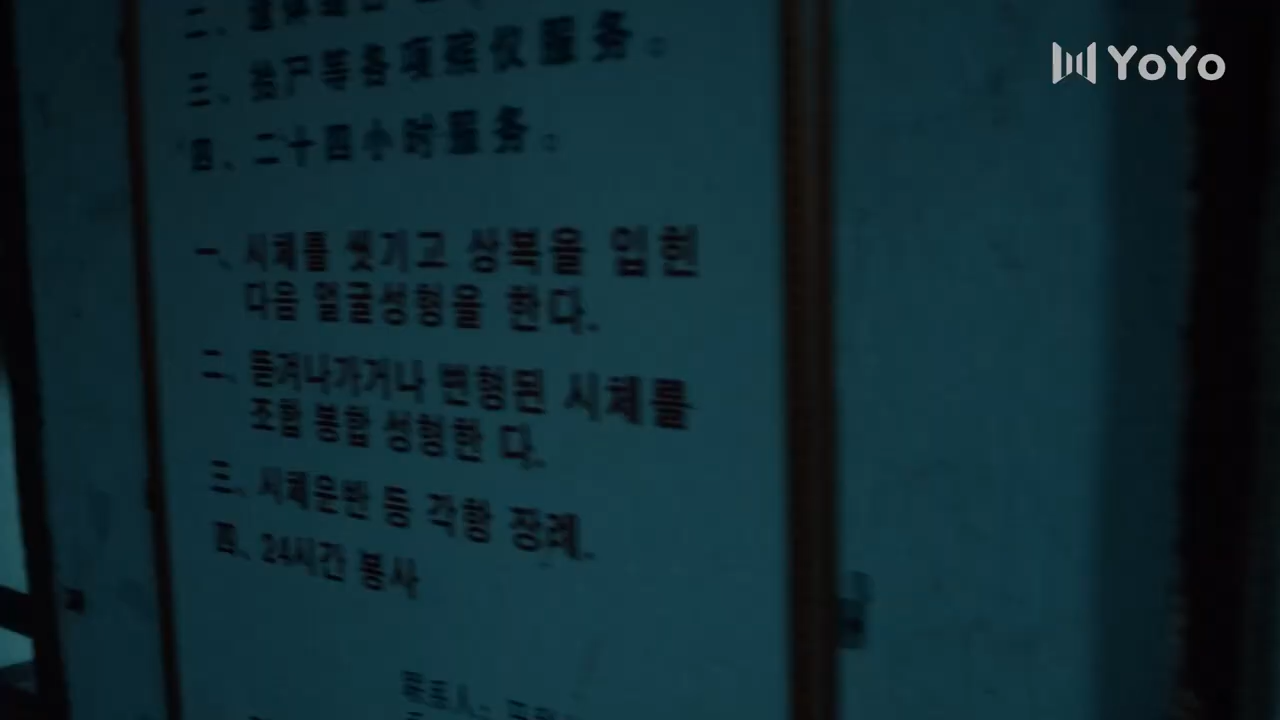 YoYo
三、抬尸等各项殡仪服务。
四、二十四小时服务。
一、시체를 씻기고 상복을 입힌
다음 얼굴성형을 한다.
二、뜯거나가거나 변형된 시체를
조합 봉합 성형한 다.
三、시체운반 등 각항 장례.
四、24시간 봉사